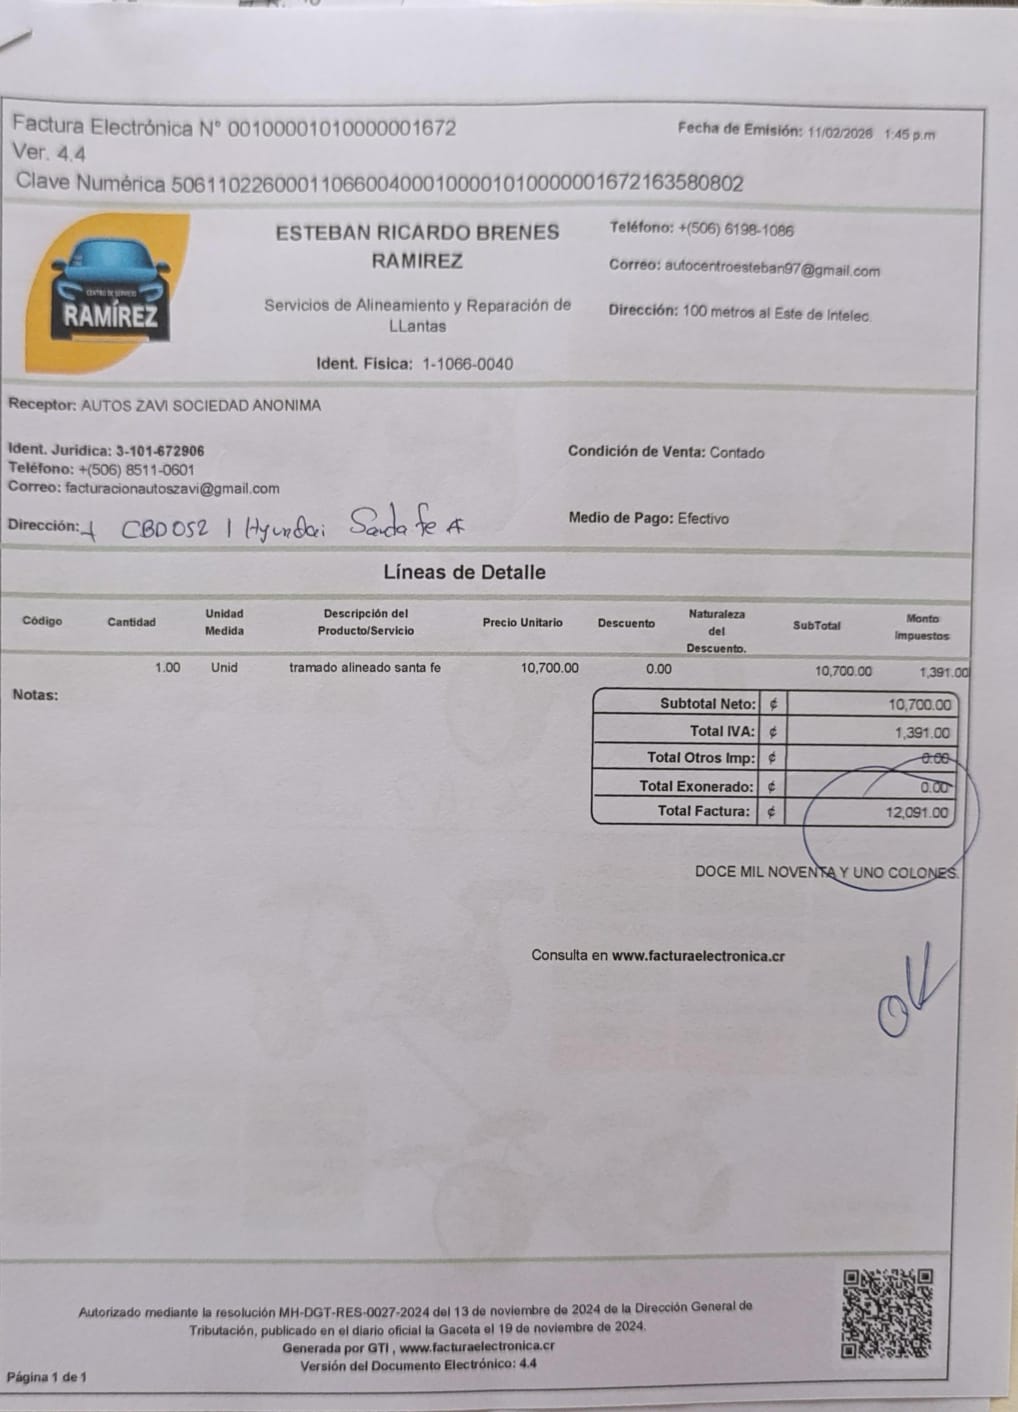 Factura Electrónica N° 00100001010000001672
Fecha de Emisión: 11/02/2026 1:45 p.m
Ver. 4.4
Clave Numérica 50611022600011066004000100001010000001672163580802
CENTRO DE SERVICIO
RAMÍREZ
ESTEBAN RICARDO BRENES
RAMIREZ
Servicios de Alineamiento y Reparación de
LLantas
Ident. Fisica: 1-1066-0040
Teléfono: +(506) 6198-1086
Correo: autocentroesteban97@gmail.com
Dirección: 100 metros al Este de Intelec.
Receptor: AUTOS ZAVI SOCIEDAD ANONIMA
Ident. Juridica: 3-101-672906
Teléfono: +(506) 8511-0601
Correo: facturacionautoszavi@gmail.com
Dirección: CBD052 | Hyundai Santa fe
Condición de Venta: Contado
Medio de Pago: Efectivo
Líneas de Detalle
Código Cantidad Unidad Medida Descripción del Producto/Servicio Precio Unitario Descuento Naturaleza del Descuento. SubTotal Monto Impuestos
1.00 Unid tramado alineado santa fe 10,700.00 0.00 10,700.00 1,391.00
Notas:
Subtotal Neto: ¢ 10,700.00
Total IVA: ¢ 1,391.00
Total Otros Imp: ¢ 0.00
Total Exonerado: ¢ 0.00
Total Factura: ¢ 12,091.00
DOCE MIL NOVENTA Y UNO COLONES.
Consulta en www.facturaelectronica.cr
OK
Autorizado mediante la resolución MH-DGT-RES-0027-2024 del 13 de noviembre de 2024 de la Dirección General de
Tributación, publicado en el diario oficial la Gaceta el 19 de noviembre de 2024.
Generada por GTI , www.facturaelectronica.cr
Versión del Documento Electrónico: 4.4
Página 1 de 1